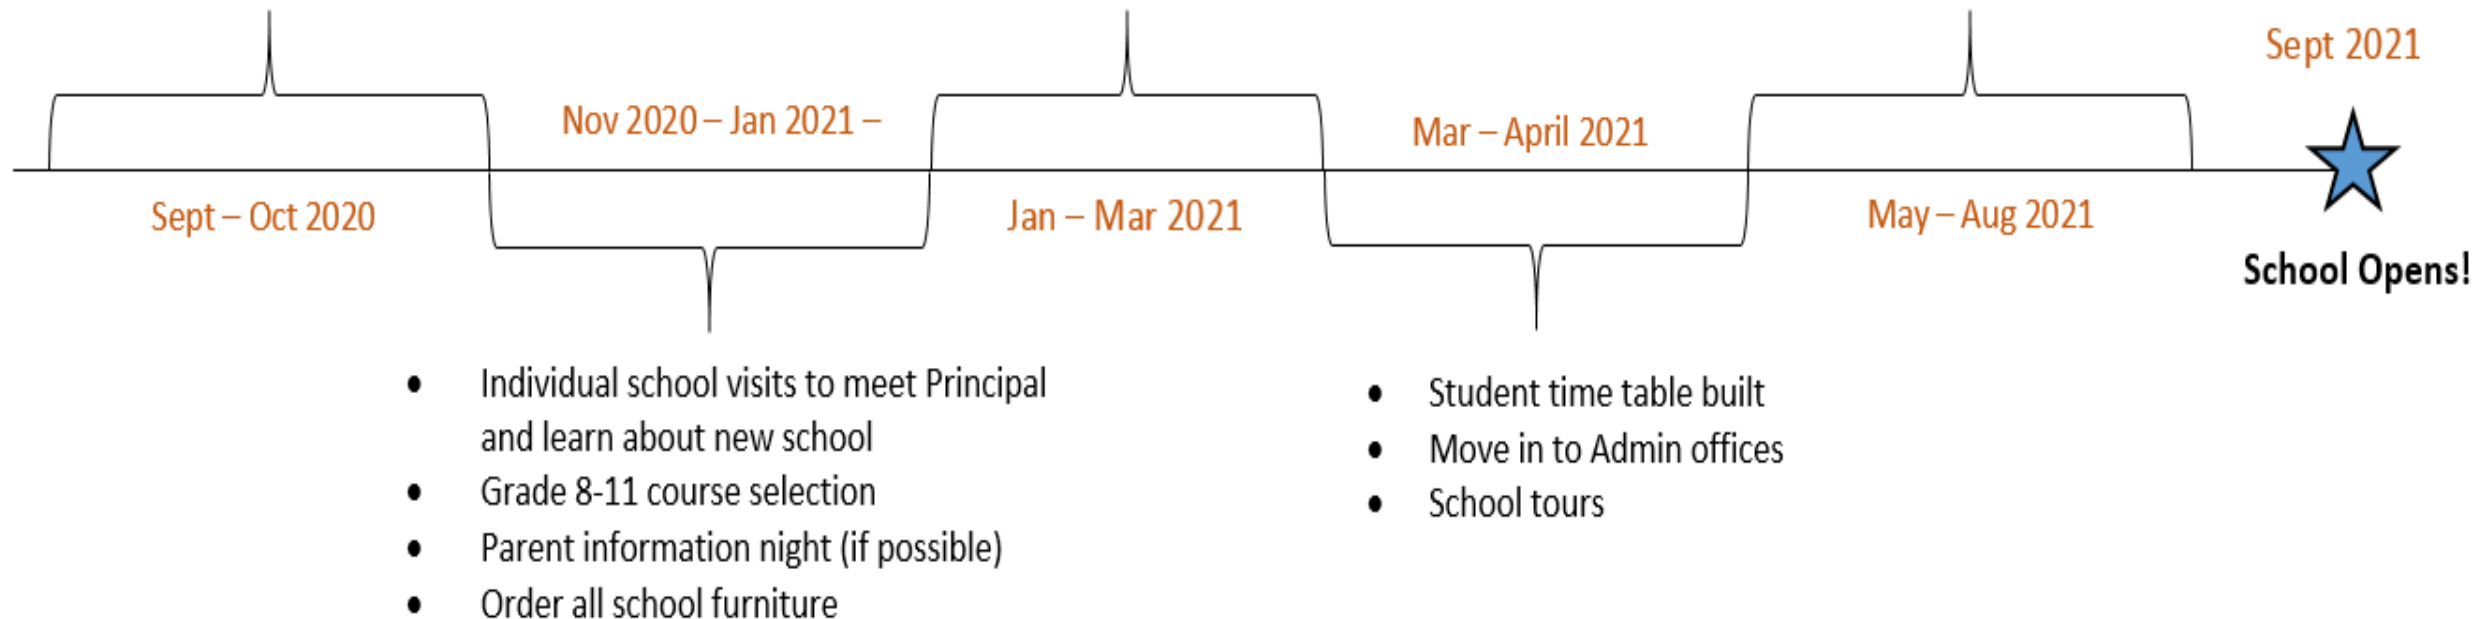 Sept 2021
Nov 2020 – Jan 2021 –
Mar – April 2021
Sept – Oct 2020
Jan – Mar 2021
May – Aug 2021
School Opens!
• Individual school visits to meet Principal
and learn about new school
• Grade 8-11 course selection
• Parent information night (if possible)
• Order all school furniture
• Student time table built
• Move in to Admin offices
• School tours